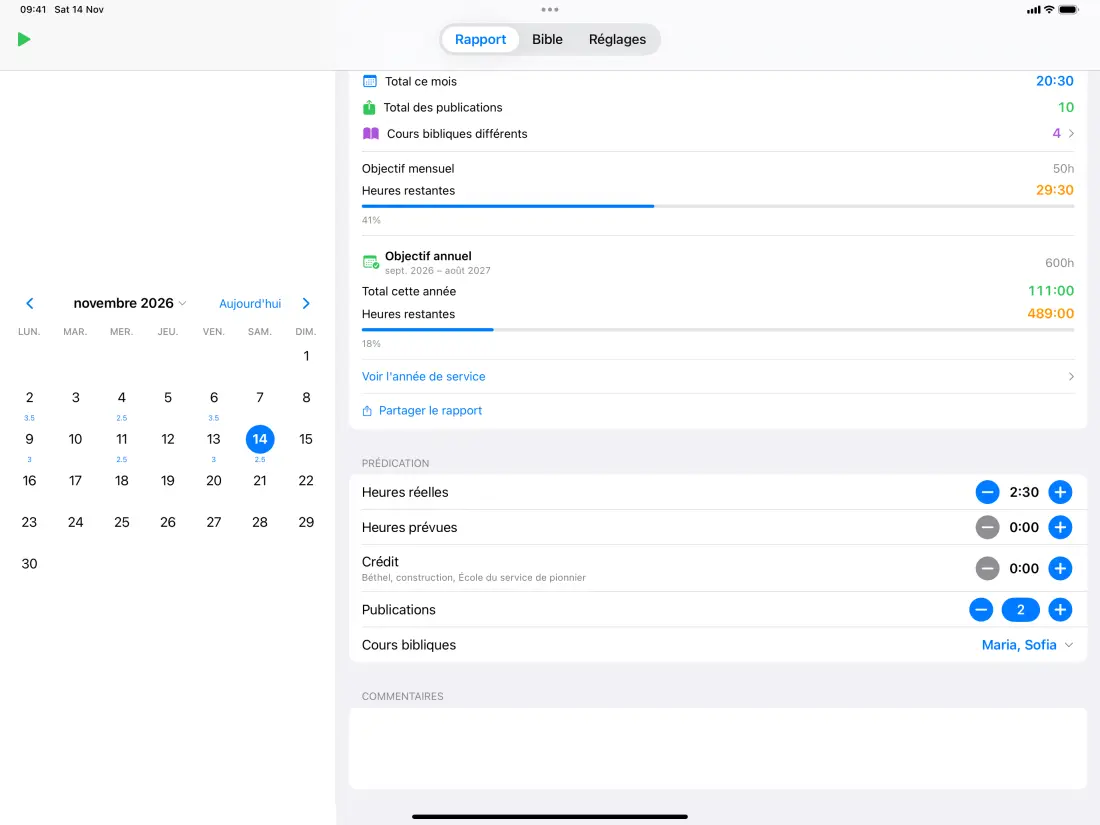 09:41 Sat 14 Nov
Rapport Bible Réglages
Total ce mois 20:30
Total des publications 10
Cours bibliques différents 4
Objectif mensuel 50h
Heures restantes 29:30
41%
Objectif annuel 600h
sept. 2026 – août 2027
Total cette année 111:00
Heures restantes 489:00
18%
Voir l'année de service
Partager le rapport
novembre 2026 Aujourd'hui
LUN. MAR. MER. JEU. VEN. SAM. DIM.
1
2 3 4 5 6 7 8
3.5 2.5 3.5
9 10 11 12 13 14 15
3 2.5 3 2.5
16 17 18 19 20 21 22
23 24 25 26 27 28 29
30
PRÉDICATION
Heures réelles 2:30
Heures prévues 0:00
Crédit 0:00
Béthel, construction, École du service de pionnier
Publications 2
Cours bibliques Maria, Sofia
COMMENTAIRES